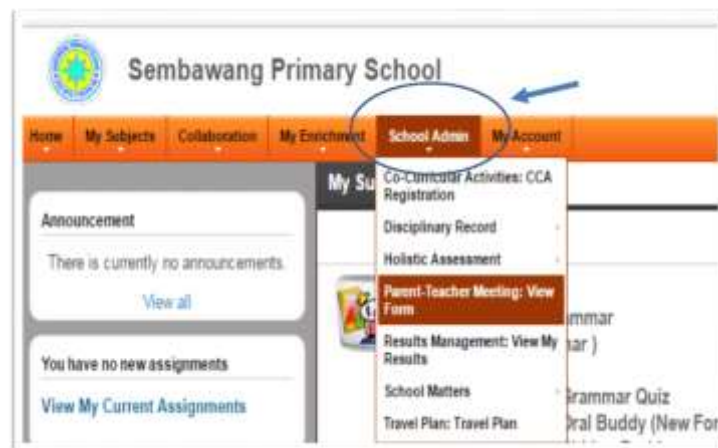 Sembawang Primary School
Home My Subjects Collaboration My Enrichment School Admin My Account
My Su
Announcement
There is currently no announcements.
View all
You have no new assignments
View My Current Assignments
Co-Curricular Activities: CCA
Registration
Disciplinary Record
Holistic Assessment
Parent-Teacher Meeting: View
Form
Results Management: View My
Results
School Matters
Travel Plan: Travel Plan
mmar
ar )
Grammar Quiz
Oral Buddy (New For